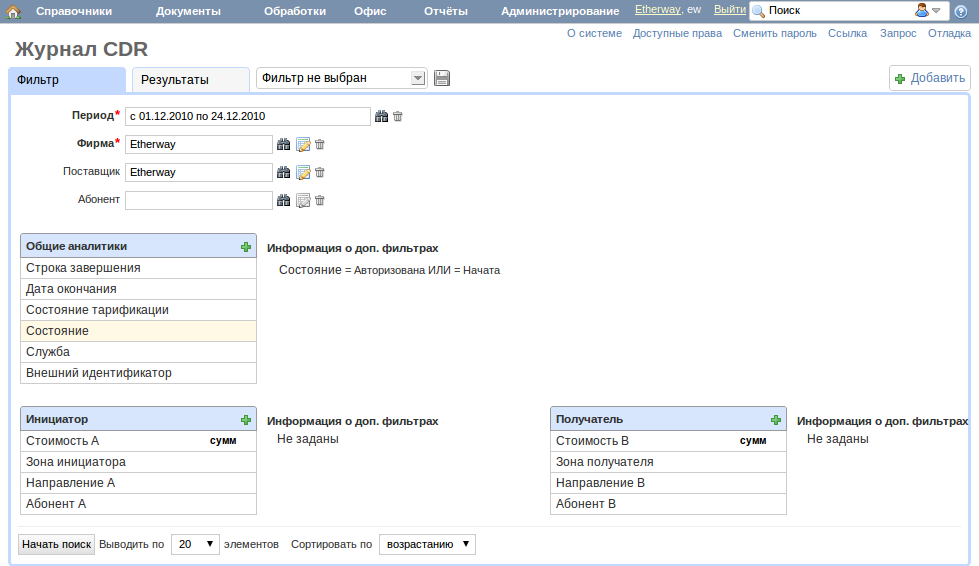 Справочники Документы Обработки Офис Отчёты Администрирование Etherway, ew Выйти Поиск
О системе Доступные права Сменить пароль Ссылка Запрос Отладка
Журнал CDR
Фильтр Результаты Фильтр не выбран Добавить
Период* с 01.12.2010 по 24.12.2010
Фирма* Etherway
Поставщик Etherway
Абонент
Общие аналитики
Строка завершения
Дата окончания
Состояние тарификации
Состояние
Служба
Внешний идентификатор
Информация о доп. фильтрах
Состояние = Авторизована ИЛИ = Начата
Инициатор
Стоимость А сумм
Зона инициатора
Направление А
Абонент А
Информация о доп. фильтрах
Не заданы
Получатель
Стоимость В сумм
Зона получателя
Направление В
Абонент В
Информация о доп. фильтрах
Не заданы
Начать поиск Выводить по 20 элементов Сортировать по возрастанию